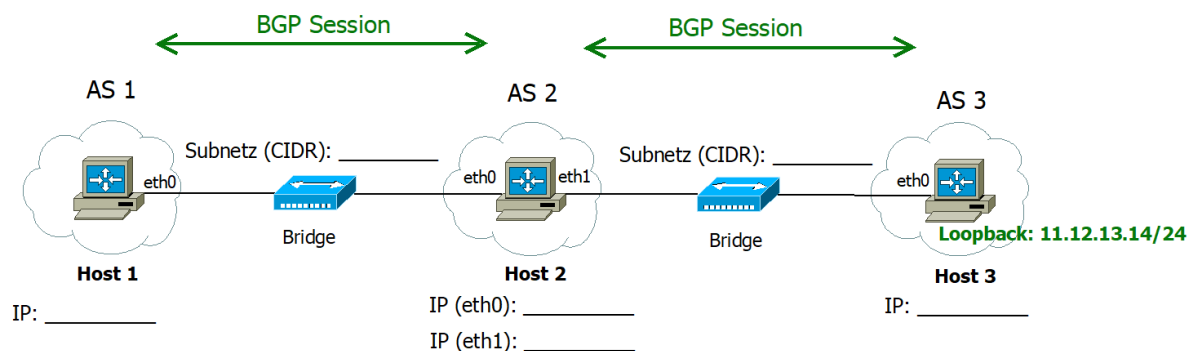 BGP Session
BGP Session
AS 1
AS 2
AS 3
Subnetz (CIDR): _________
Subnetz (CIDR): _________
eth0
eth0
eth1
eth0
Bridge
Bridge
Loopback: 11.12.13.14/24
Host 1
Host 2
Host 3
IP: __________
IP (eth0): __________
IP: __________
IP (eth1): __________